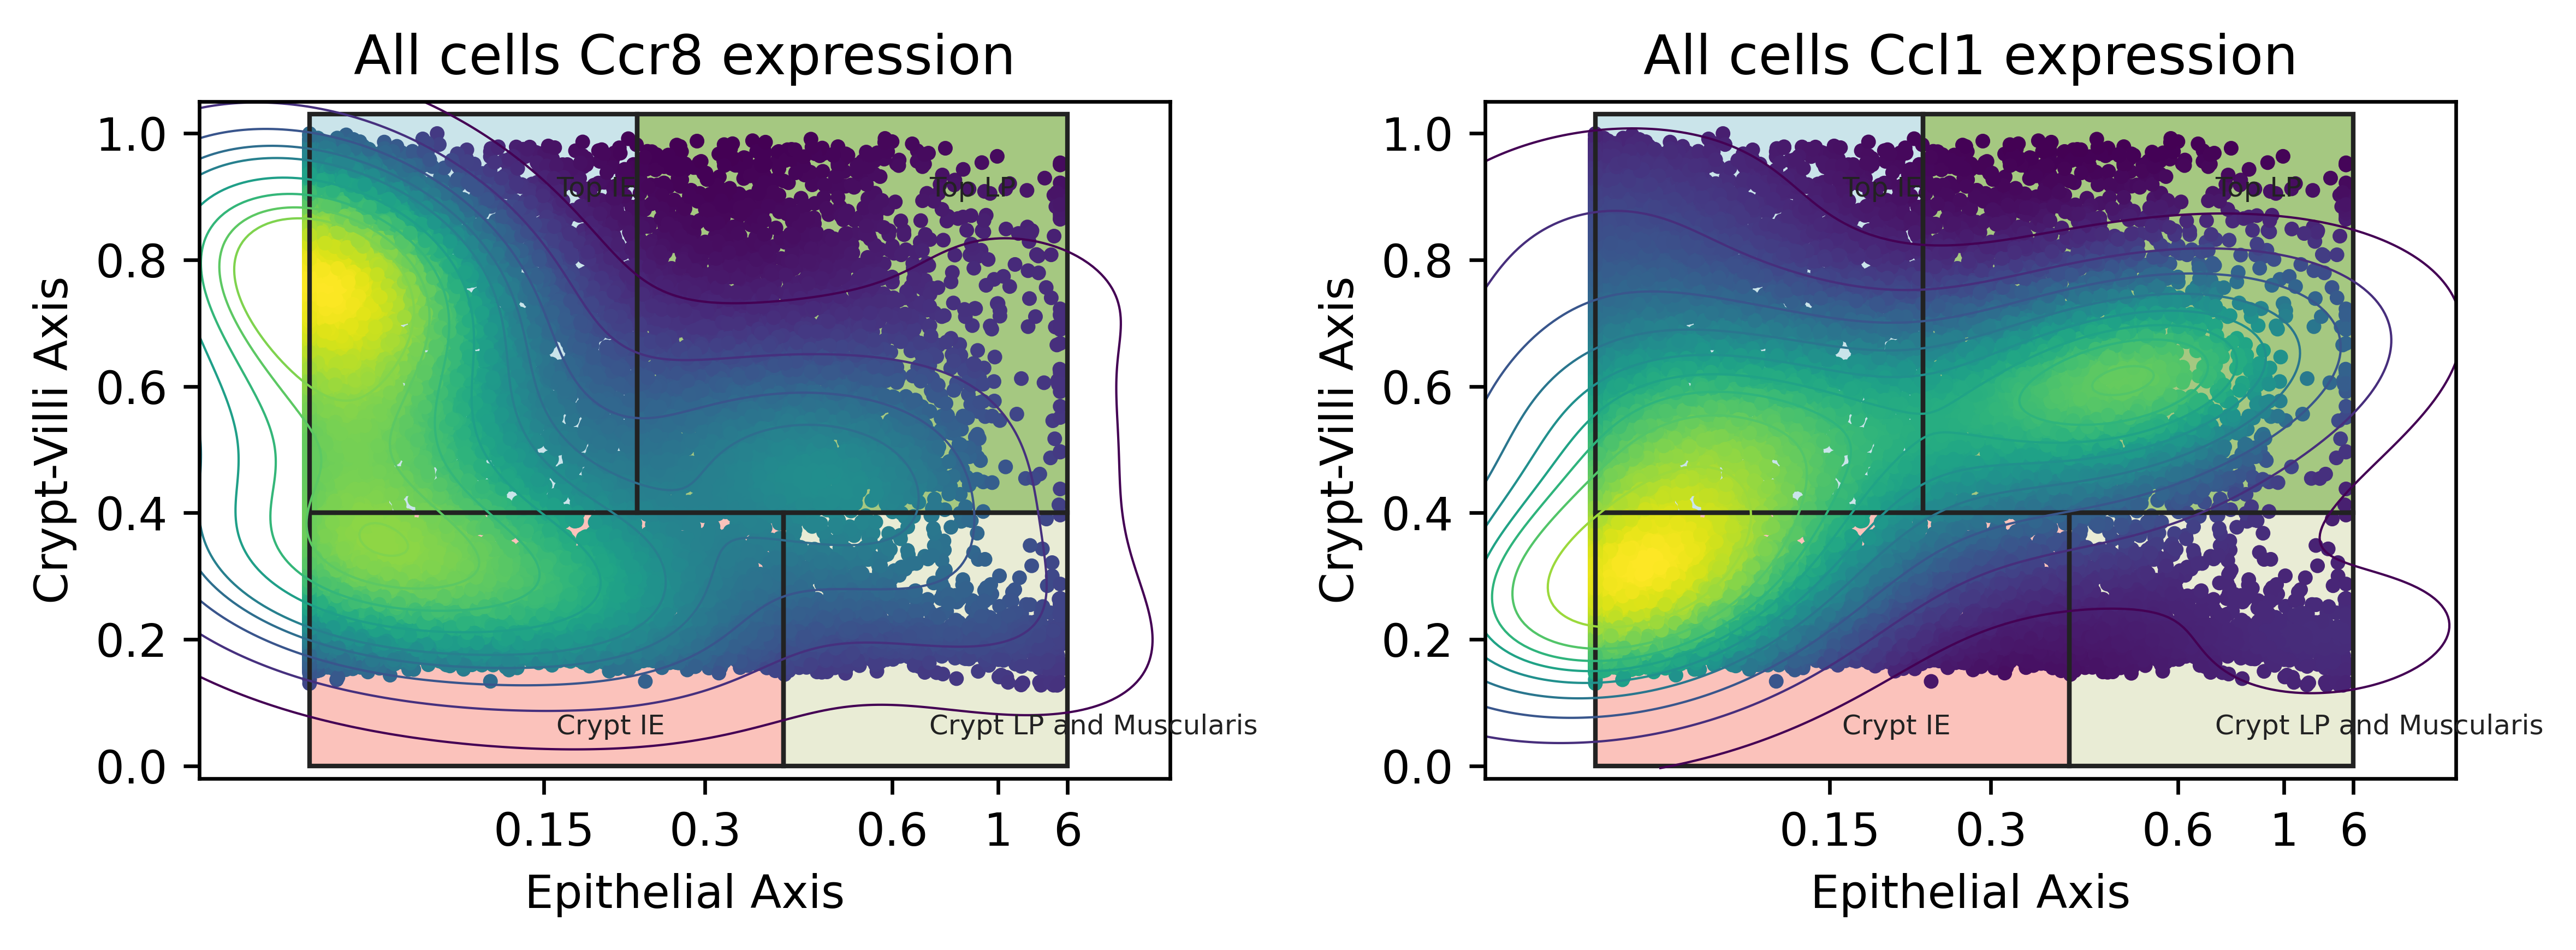 All cells Ccr8 expression
Crypt-Villi Axis
1.0
0.8
0.6
0.4
0.2
0.0
Top IE
Top LP
Crypt IE
Crypt LP and Muscularis
0.15 0.3 0.6 1 6
Epithelial Axis
All cells Ccl1 expression
Crypt-Villi Axis
1.0
0.8
0.6
0.4
0.2
0.0
Top IE
Top LP
Crypt IE
Crypt LP and Muscularis
0.15 0.3 0.6 1 6
Epithelial Axis